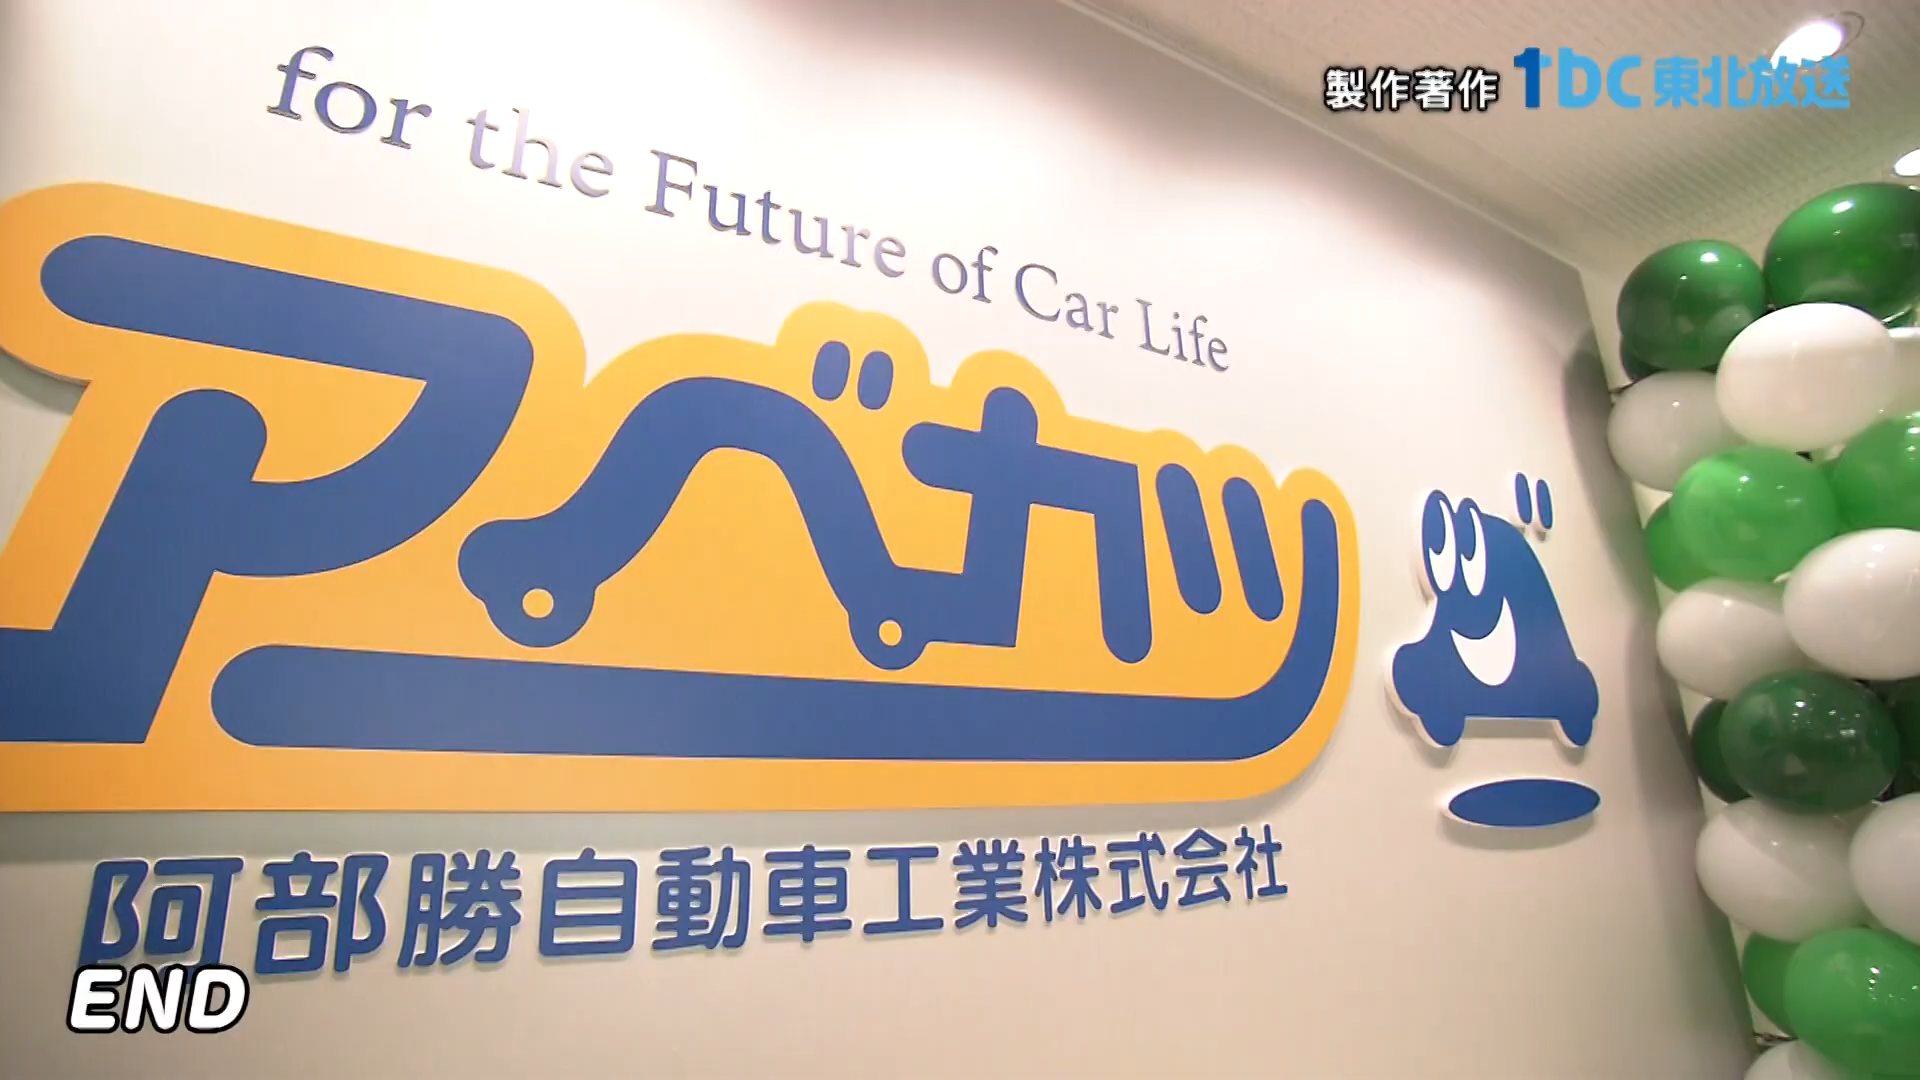 製作著作 tbc東北放送
for the Future of Car Life
アベカツ
阿部勝自動車工業株式会社
END